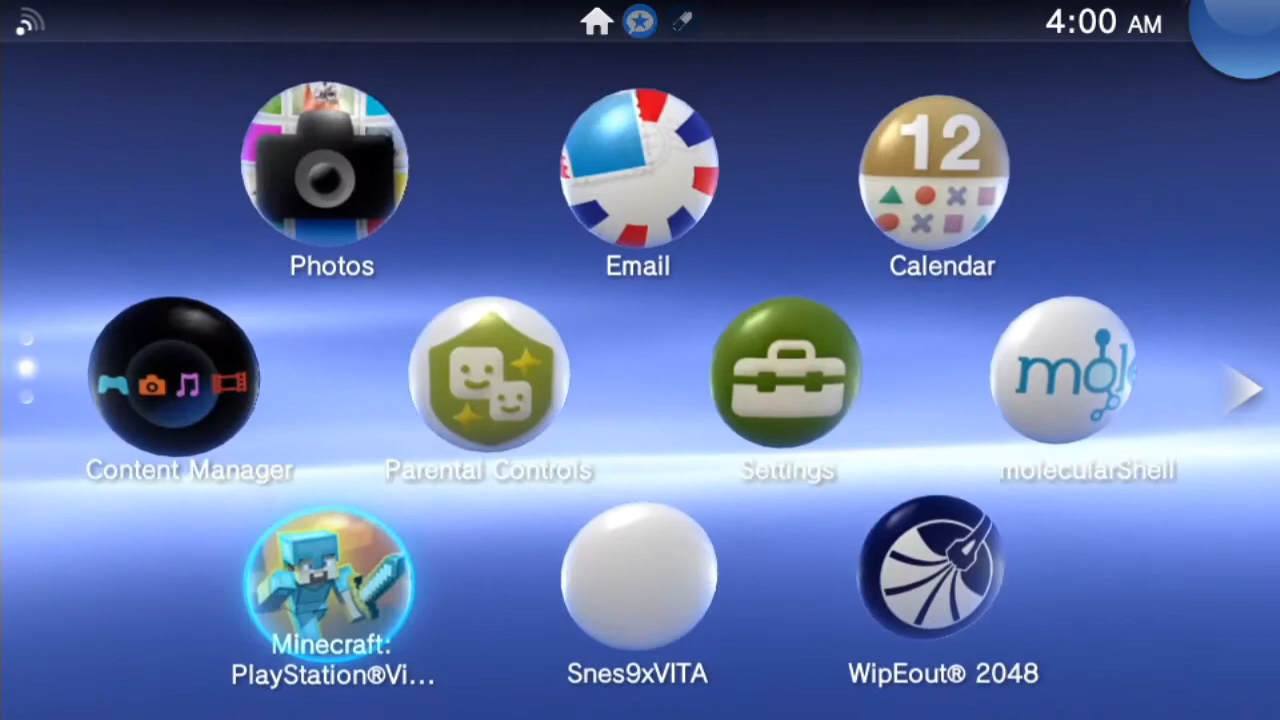 4:00 AM
12
Photos
Email
Calendar
mole
Content Manager
Parental Controls
Settings
molecularShell
Minecraft:
PlayStation®Vi...
Snes9xVITA
WipEout® 2048